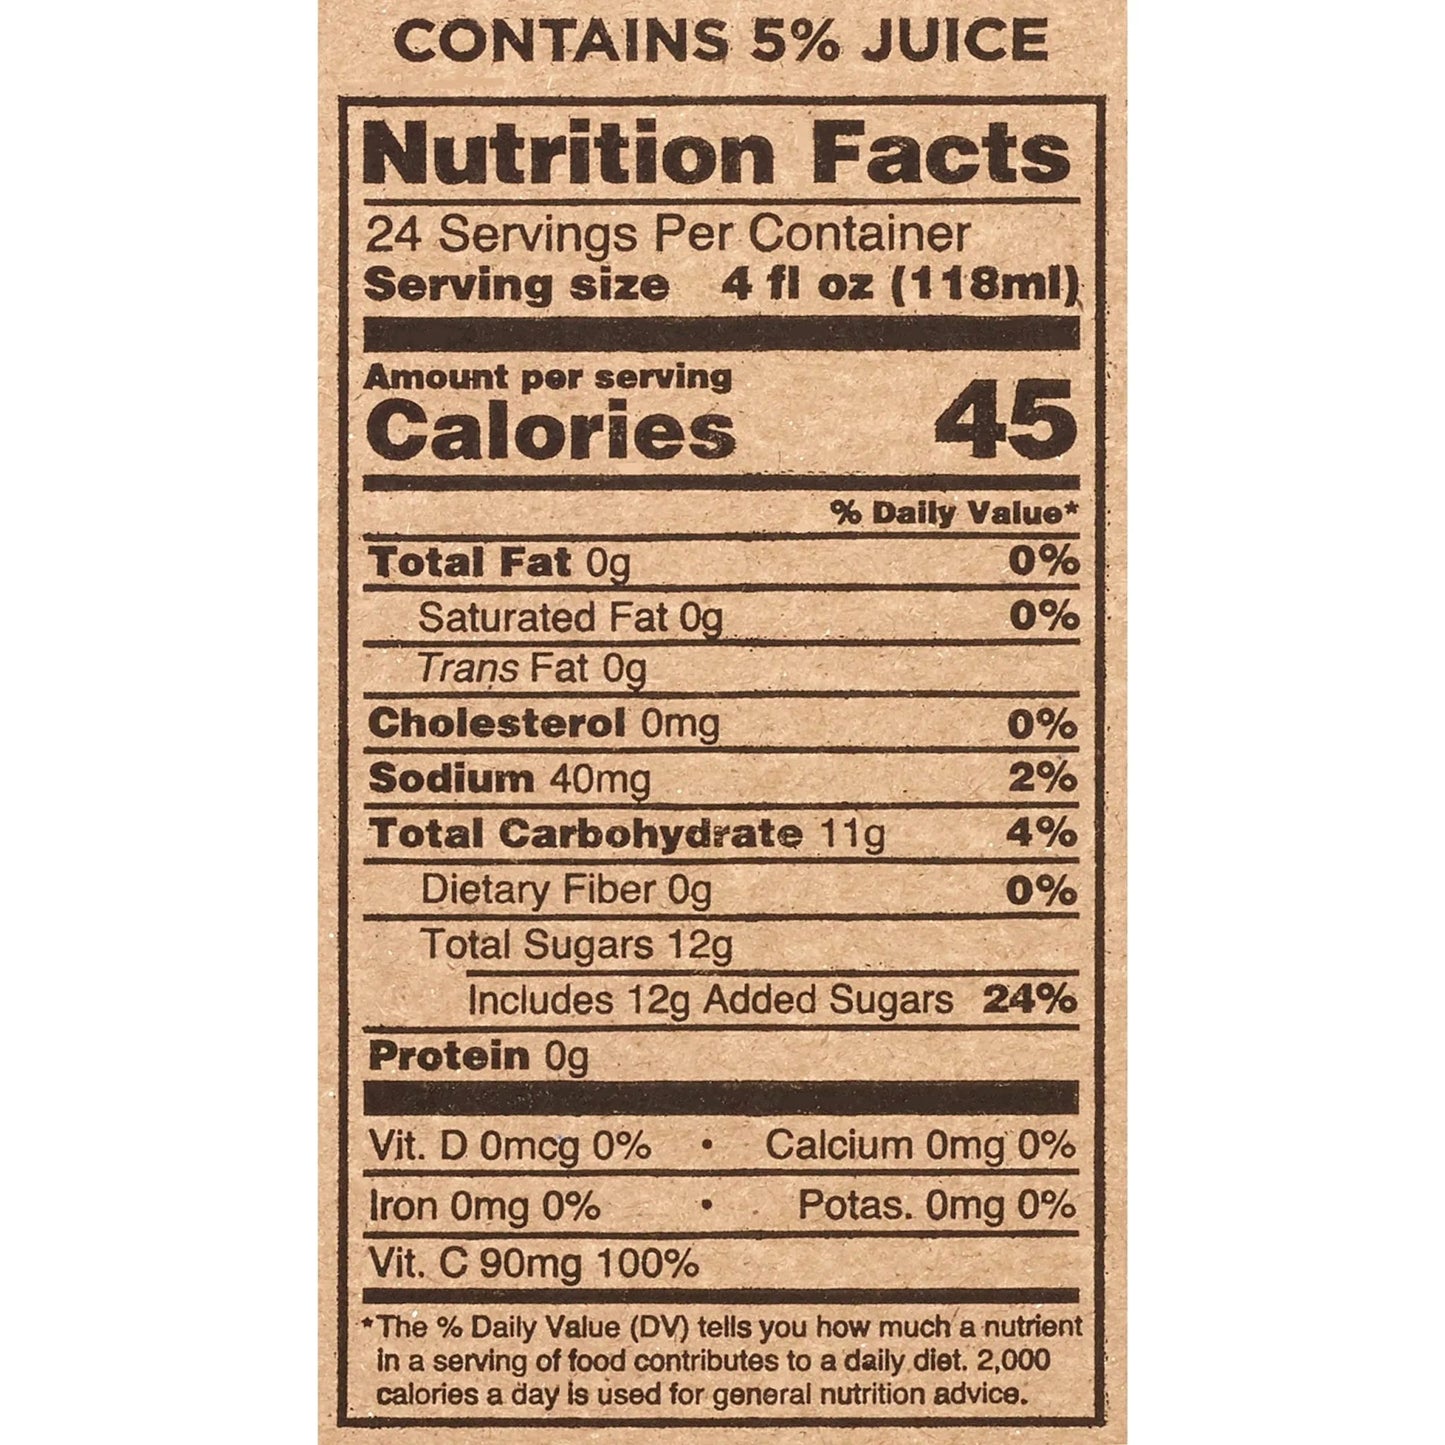 CONTAINS 5% JUICE
Nutrition Facts
24 Servings Per Container
Serving size 4 fl oz (118ml)
Amount per serving
Calories 45
% Daily Value*
Total Fat 0g 0%
Saturated Fat 0g 0%
Trans Fat 0g
Cholesterol 0mg 0%
Sodium 40mg 2%
Total Carbohydrate 11g 4%
Dietary Fiber 0g 0%
Total Sugars 12g
Includes 12g Added Sugars 24%
Protein 0g
Vit. D 0mcg 0% • Calcium 0mg 0%
Iron 0mg 0% • Potas. 0mg 0%
Vit. C 90mg 100%
*The % Daily Value (DV) tells you how much a nutrient
in a serving of food contributes to a daily diet. 2,000
calories a day is used for general nutrition advice.